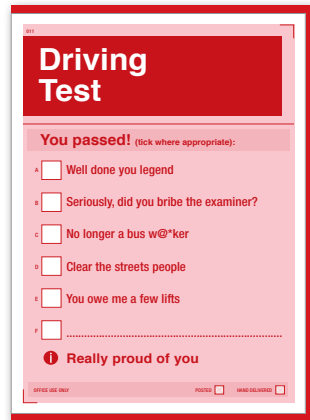 011
Driving
Test
You passed! (tick where appropriate):
A Well done you legend
B Seriously, did you bribe the examiner?
C No longer a bus w@*ker
D Clear the streets people
E You owe me a few lifts
F ........................................................................
i Really proud of you
OFFICE USE ONLY POSTED HAND DELIVERED